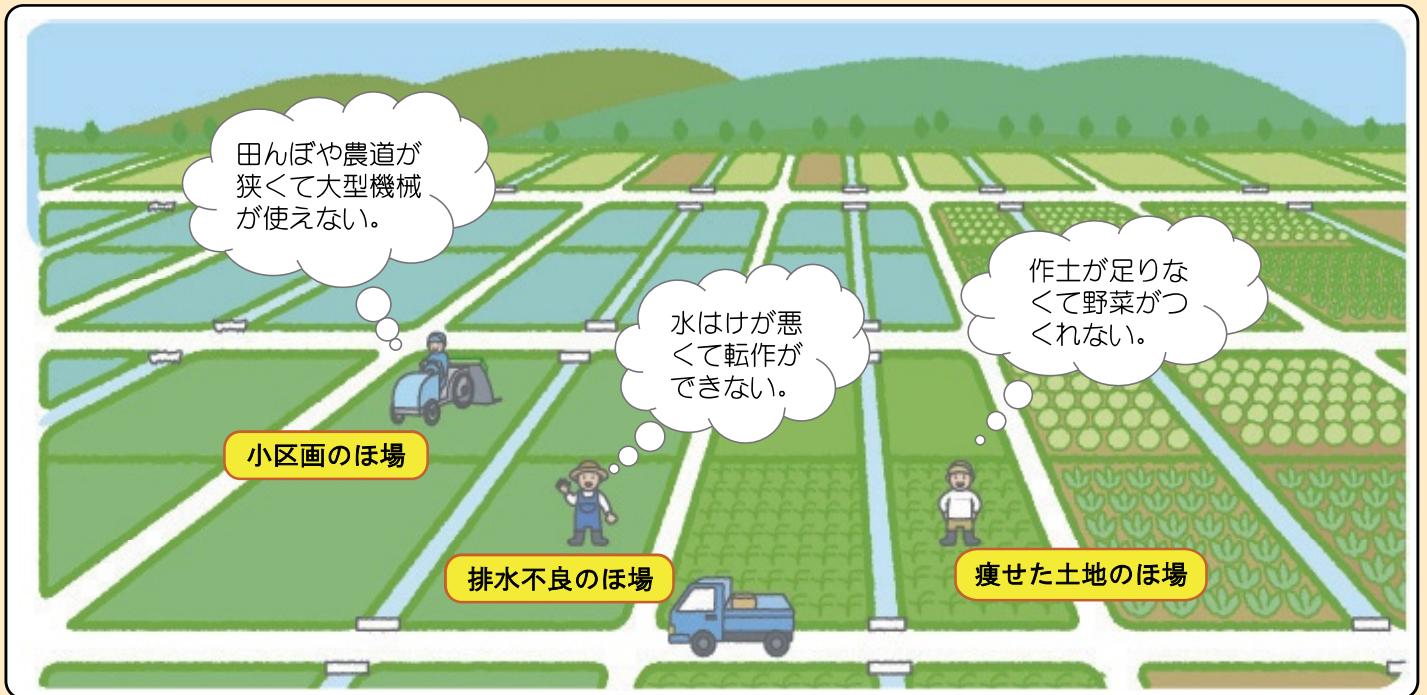 田んぼや農道が
狭くて大型機械
が使えない。
水はけが悪
くて転作が
できない。
作土が足りな
くて野菜がつ
くれない。
小区画のほ場
排水不良のほ場
痩せた土地のほ場